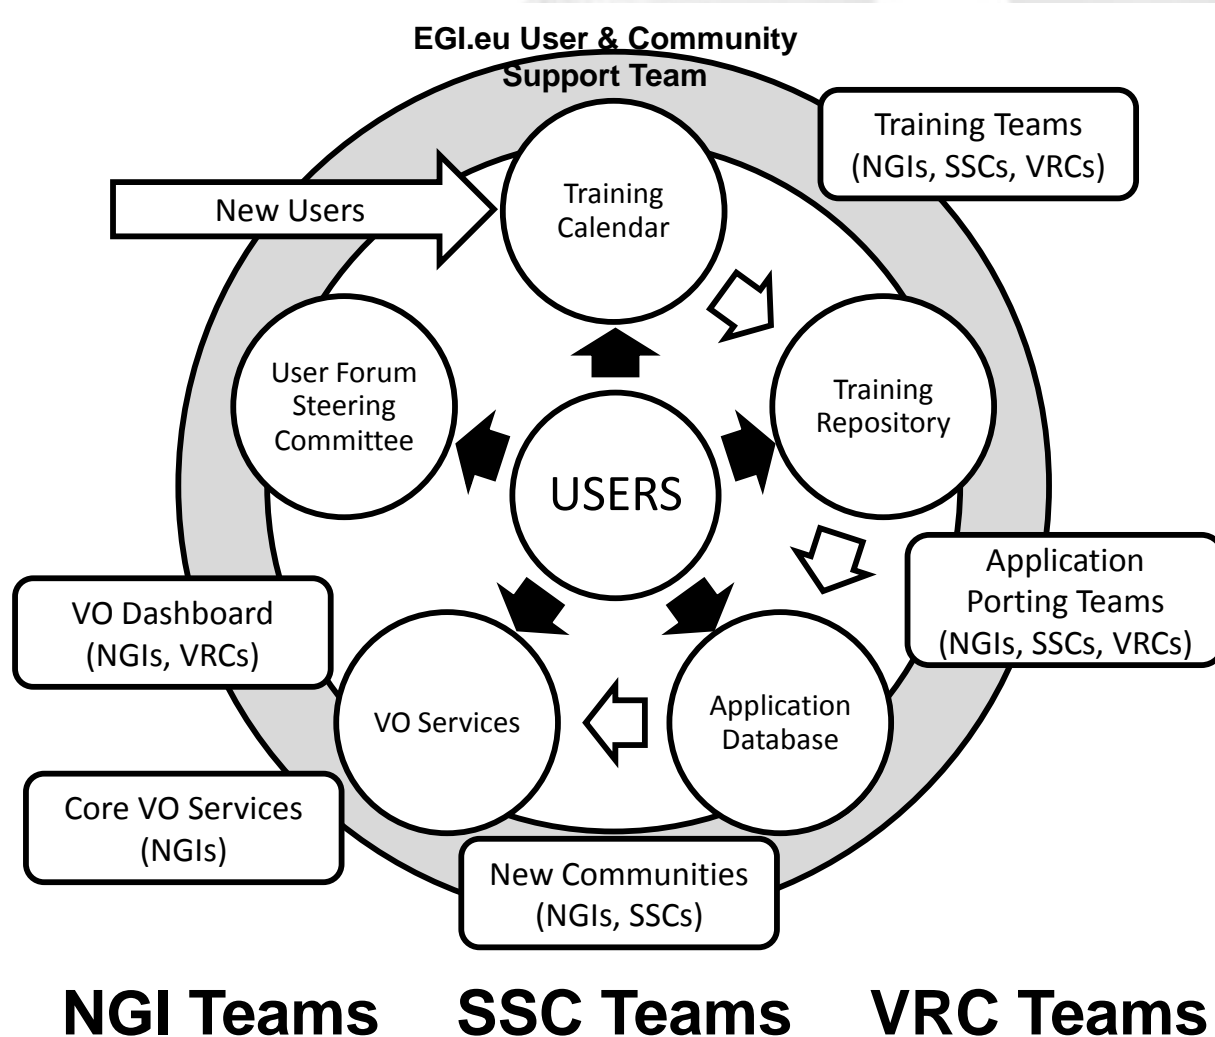 EGI.eu User & Community
Support Team
Training Teams
(NGIs, SSCs, VRCs)
New Users
Training
Calendar
User Forum
Steering
Committee
Training
Repository
USERS
Application
Porting Teams
(NGIs, SSCs, VRCs)
VO Dashboard
(NGIs, VRCs)
VO Services
Application
Database
Core VO Services
(NGIs)
New Communities
(NGIs, SSCs)
NGI Teams
SSC Teams
VRC Teams